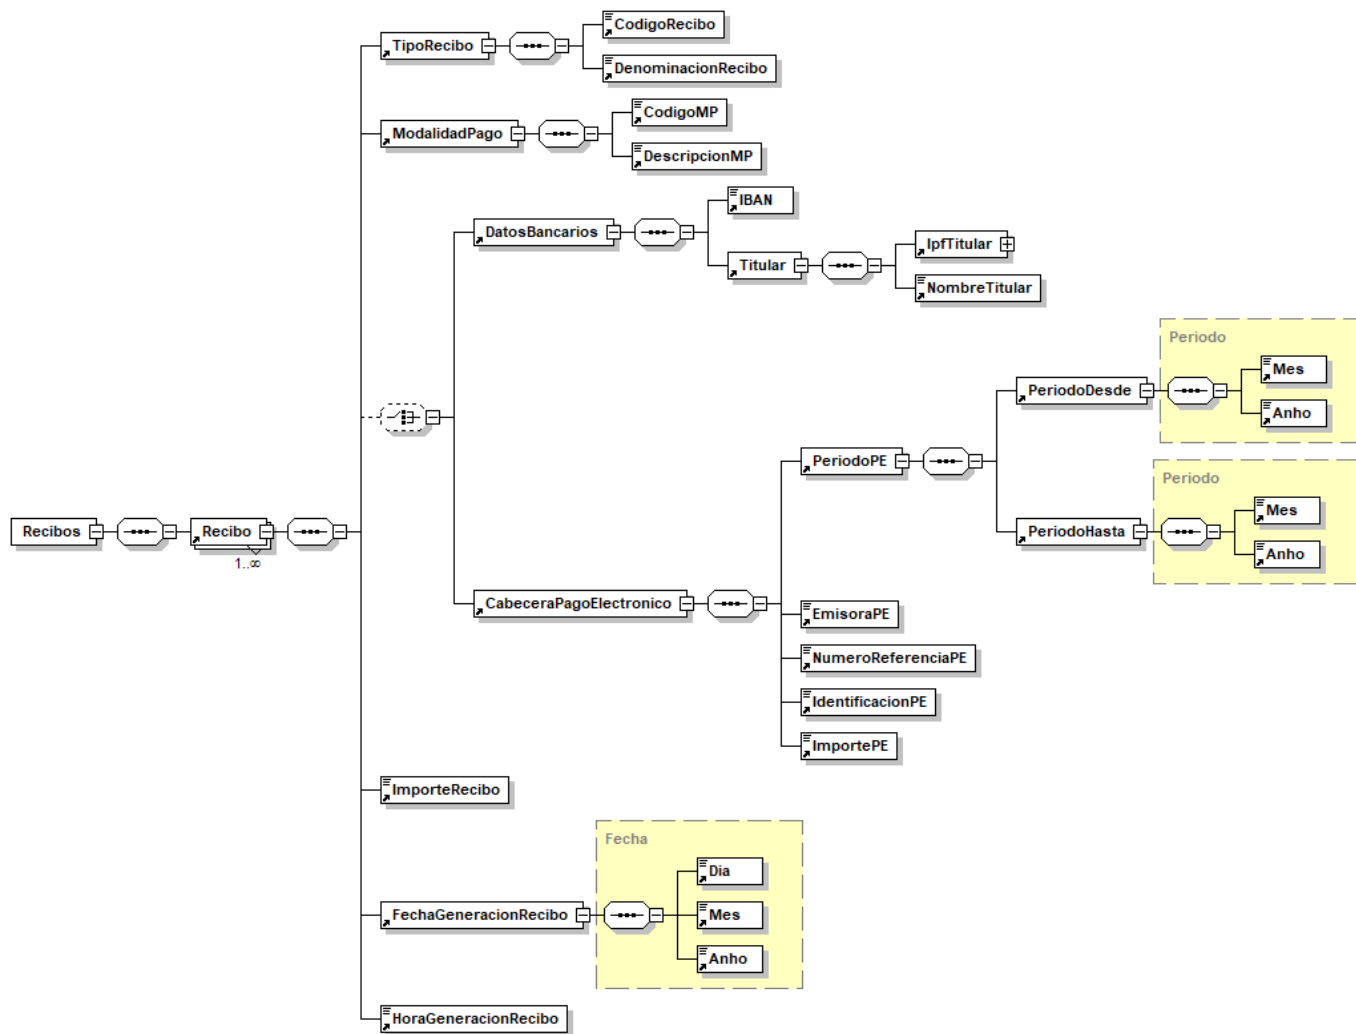 TipoRecibo
CodigoRecibo
DenominacionRecibo
ModalidadPago
CodigoMP
DescripcionMP
DatosBancarios
IBAN
Titular
IpfTitular
NombreTitular
Periodo
PeriodoDesde
Mes
Anho
PeriodoPE
Periodo
PeriodoHasta
Mes
Anho
Recibos
Recibo
1..∞
CabeceraPagoElectronico
EmisoraPE
NumeroReferenciaPE
IdentificacionPE
ImportePE
ImporteRecibo
Fecha
FechaGeneracionRecibo
Dia
Mes
Anho
HoraGeneracionRecibo